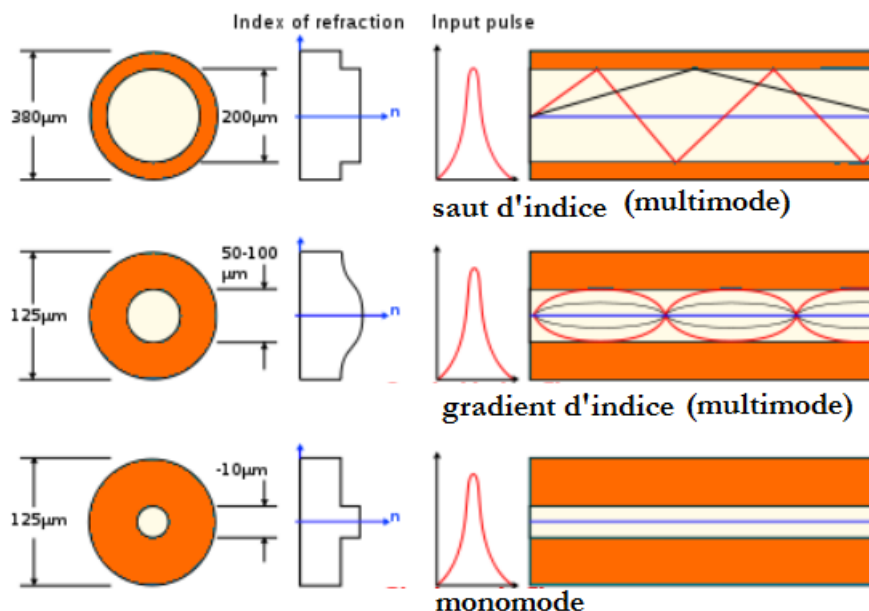 Index of refraction Input pulse
380μm 200μm n
saut d'indice (multimode)
50-100
μm
125μm n
gradient d'indice (multimode)
-10μm
125μm n
monomode